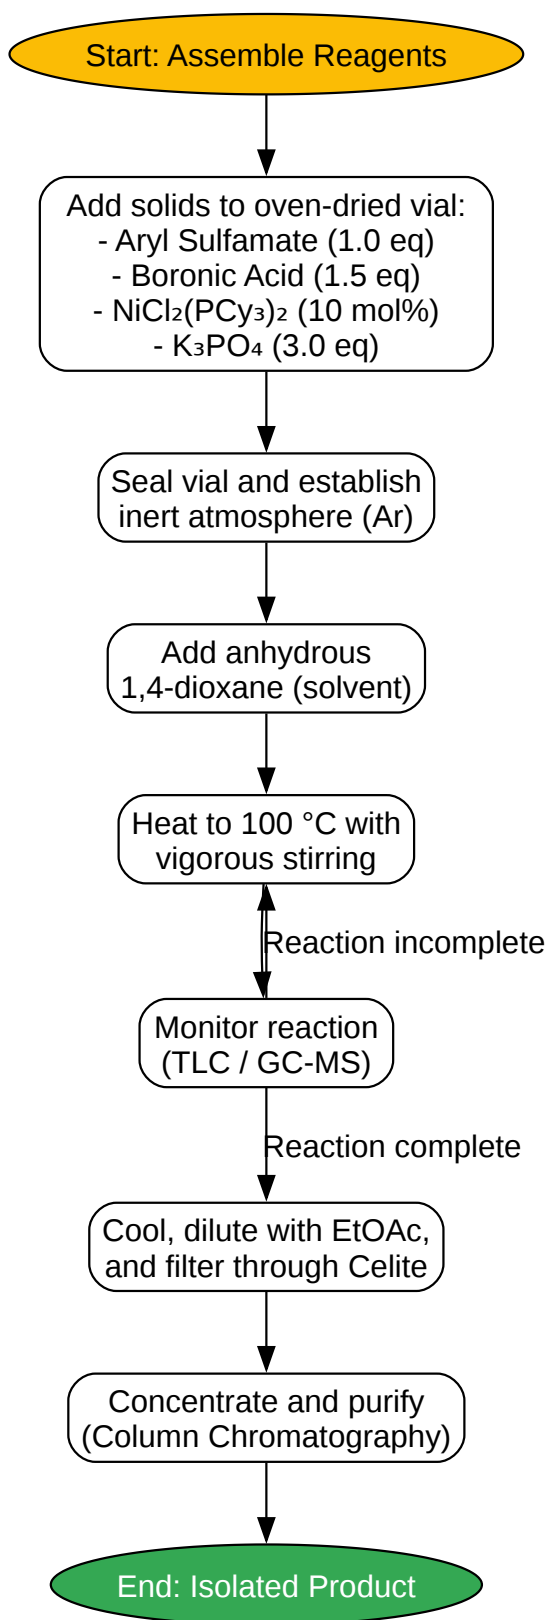 Start: Assemble Reagents
Add solids to oven-dried vial:
- Aryl Sulfamate (1.0 eq)
- Boronic Acid (1.5 eq)
- NiCl₂(PCy₃)₂ (10 mol%)
- K₃PO₄ (3.0 eq)
Seal vial and establish
inert atmosphere (Ar)
Add anhydrous
1,4-dioxane (solvent)
Heat to 100 °C with
vigorous stirring
Reaction incomplete
Monitor reaction
(TLC / GC-MS)
Reaction complete
Cool, dilute with EtOAc,
and filter through Celite
Concentrate and purify
(Column Chromatography)
End: Isolated Product